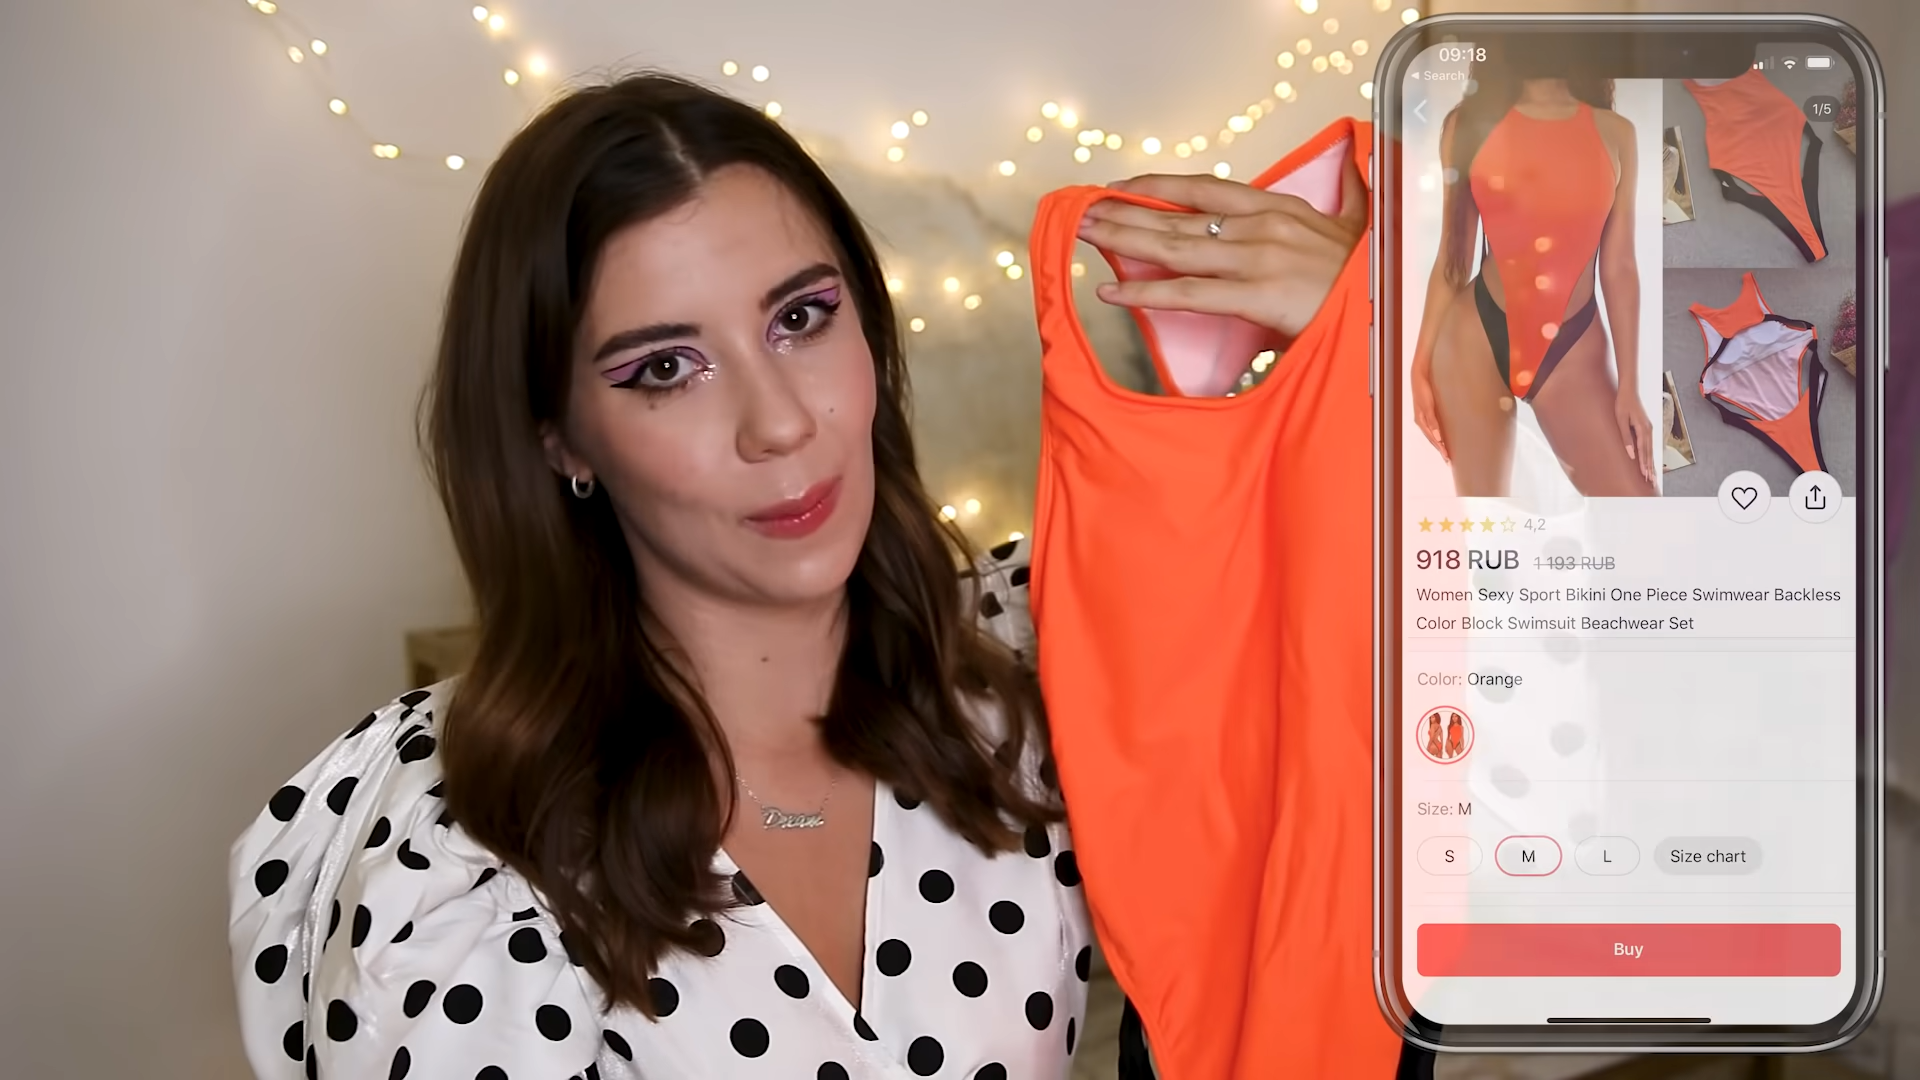 09:18
Search
1/5
4,2
918 RUB 1 193 RUB
Women Sexy Sport Bikini One Piece Swimwear Backless
Color Block Swimsuit Beachwear Set
Color: Orange
Size: M
S M L Size chart
Buy